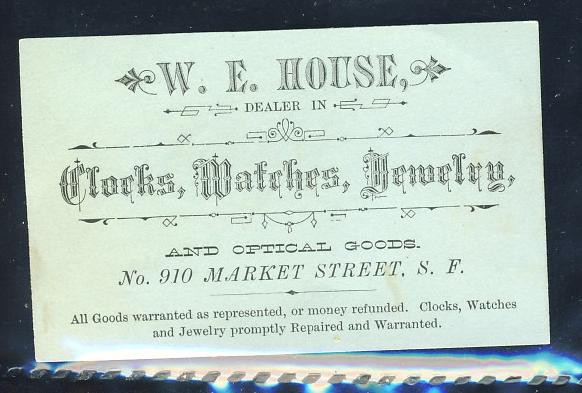 W. E. HOUSE,
DEALER IN
Clocks, Watches, Jewelry,
AND OPTICAL GOODS.
No. 910 MARKET STREET, S. F.
All Goods warranted as represented, or money refunded. Clocks, Watches
and Jewelry promptly Repaired and Warranted.